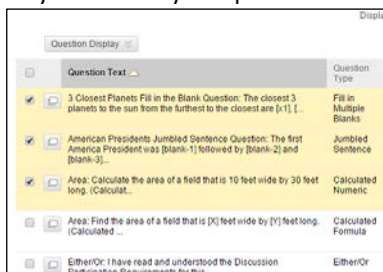 Displa
Question Display
Question Text
Question
Type
3 Closest Planets Fill in the Blank Question: The closest 3
planets to the sun from the furthest to the closest are [x1], [...
Fill in
Multiple
Blanks
American Presidents Jumbled Sentence Question: The first
America President was [blank-1] followed by [blank-2] and
[blank-3]...
Jumbled
Sentence
Area: Calculate the area of a field that is 10 feet wide by 30 feet
long. (Calculat...
Calculated
Numeric
Area: Find the area of a field that is [X] feet wide by [Y] feet long.
(Calculated ...
Calculated
Formula
Either/Or: I have read and understood the Discussion
Participation Requirements for this
Either/Or